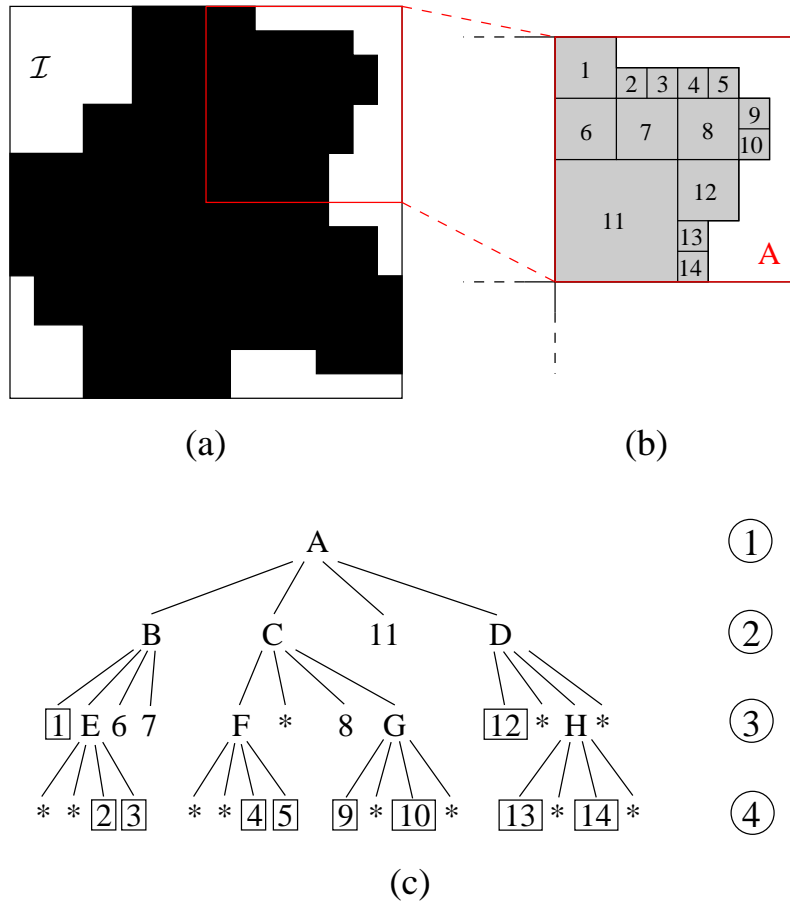 I
1
2 3 4 5
6 7 8 9
10
11 12
13
14
A
(a) (b)
A 1
B C 11 D 2
1 E 6 7 F * 8 G 12 * H * 3
* * 2 3 * * 4 5 9 * 10 * 13 * 14 * 4
(c)